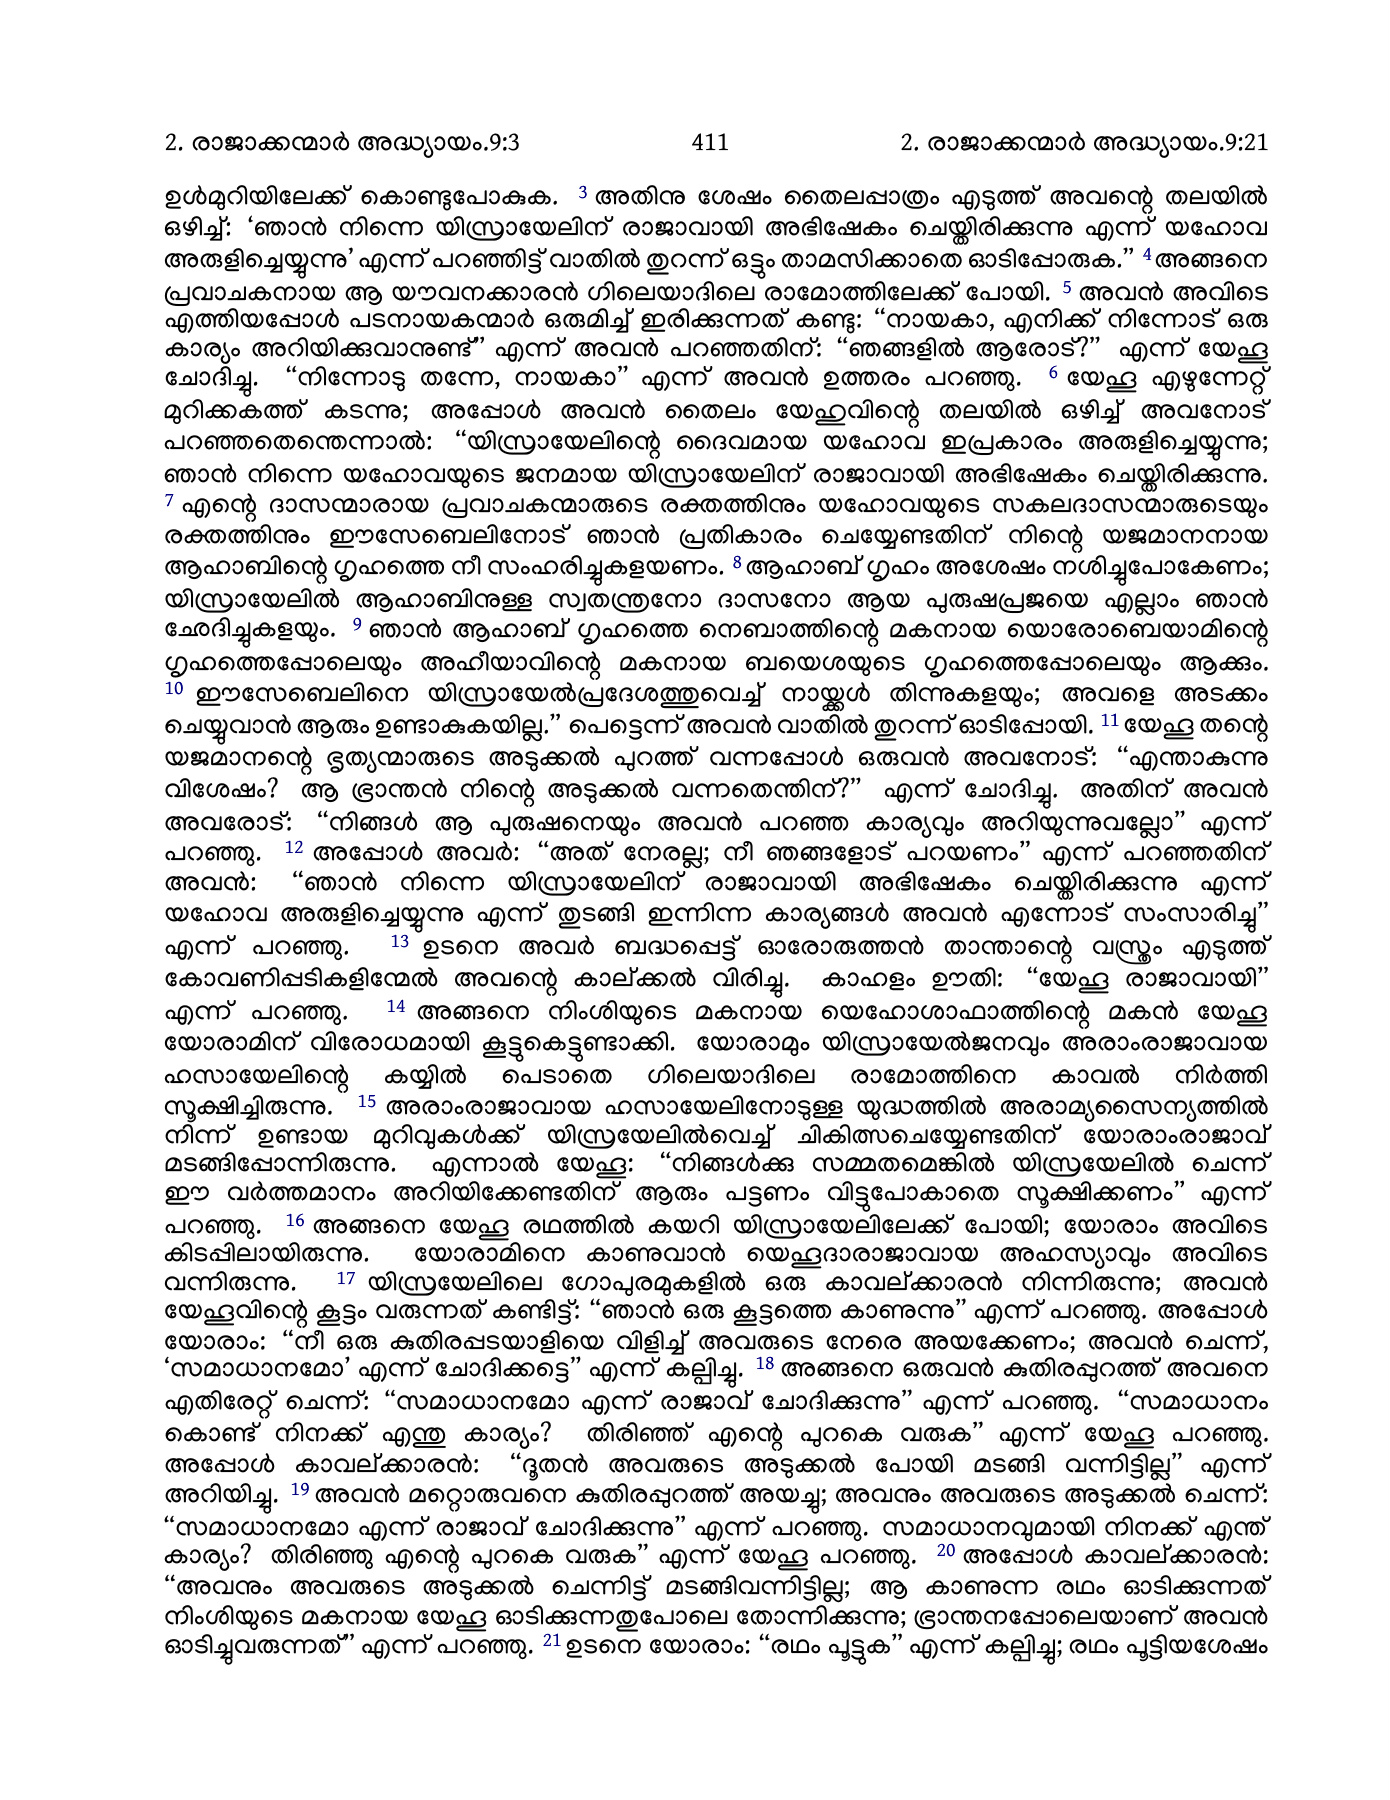 2. രാജാക്കന്മാർ അദ്ധ്യായം.9:3 411 2. രാജാക്കന്മാർ അദ്ധ്യായം.9:21
ഉൾമുറിയിലേക്ക് കൊണ്ടുപോകുക. 3 അതിനു ശേഷം തൈലപ്പാത്രം എടുത്ത് അവന്റെ തലയിൽ
ഒഴിച്ച്: ‘ഞാൻ നിന്നെ യിസ്രായേലിന് രാജാവായി അഭിഷേകം ചെയ്തിരിക്കുന്നു എന്ന് യഹോവ
അരുളിച്ചെയ്യുന്നു’ എന്ന് പറഞ്ഞിട്ട് വാതിൽ തുറന്ന് ഒട്ടും താമസിക്കാതെ ഓടിപ്പോരുക.” 4 അങ്ങനെ
പ്രവാചകനായ ആ യൗവനക്കാരൻ ഗിലെയാദിലെ രാമോത്തിലേക്ക് പോയി. 5 അവൻ അവിടെ
എത്തിയപ്പോൾ പടനായകന്മാർ ഒരുമിച്ച് ഇരിക്കുന്നത് കണ്ടു: “നായകാ, എനിക്ക് നിന്നോട് ഒരു
കാര്യം അറിയിക്കുവാനുണ്ട്” എന്ന് അവൻ പറഞ്ഞതിന്: “ഞങ്ങളിൽ ആരോട്?” എന്ന് യേഹൂ
ചോദിച്ചു. “നിന്നോടു തന്നേ, നായകാ” എന്ന് അവൻ ഉത്തരം പറഞ്ഞു. 6 യേഹൂ എഴുന്നേറ്റ്
മുറിക്കകത്ത് കടന്നു; അപ്പോൾ അവൻ തൈലം യേഹുവിന്റെ തലയിൽ ഒഴിച്ച് അവനോട്
പറഞ്ഞതെന്തെന്നാൽ: “യിസ്രായേലിന്റെ ദൈവമായ യഹോവ ഇപ്രകാരം അരുളിച്ചെയ്യുന്നു;
ഞാൻ നിന്നെ യഹോവയുടെ ജനമായ യിസ്രായേലിന് രാജാവായി അഭിഷേകം ചെയ്തിരിക്കുന്നു.
7 എന്റെ ദാസന്മാരായ പ്രവാചകന്മാരുടെ രക്തത്തിനും യഹോവയുടെ സകലദാസന്മാരുടെയും
രക്തത്തിനും ഈസേബെലിനോട് ഞാൻ പ്രതികാരം ചെയ്യേണ്ടതിന് നിന്റെ യജമാനനായ
ആഹാബിന്റെ ഗൃഹത്തെ നീ സംഹരിച്ചുകളയണം. 8 ആഹാബ് ഗൃഹം അശേഷം നശിച്ചുപോകേണം;
യിസ്രായേലിൽ ആഹാബിനുള്ള സ്വതന്ത്രനോ ദാസനോ ആയ പുരുഷപ്രജയെ എല്ലാം ഞാൻ
ഛേദിച്ചുകളയും. 9 ഞാൻ ആഹാബ് ഗൃഹത്തെ നെബാത്തിന്റെ മകനായ യൊരോബെയാമിന്റെ
ഗൃഹത്തെപ്പോലെയും അഹീയാവിന്റെ മകനായ ബയെശയുടെ ഗൃഹത്തെപ്പോലെയും ആക്കും.
10 ഈസേബെലിനെ യിസ്രായേൽപ്രദേശത്തുവെച്ച് നായ്ക്കൾ തിന്നുകളയും; അവളെ അടക്കം
ചെയ്യുവാൻ ആരും ഉണ്ടാകുകയില്ല.” പെട്ടെന്ന് അവൻ വാതിൽ തുറന്ന് ഓടിപ്പോയി. 11 യേഹൂ തന്റെ
യജമാനന്റെ ഭൃത്യന്മാരുടെ അടുക്കൽ പുറത്ത് വന്നപ്പോൾ ഒരുവൻ അവനോട്: “എന്താകുന്നു
വിശേഷം? ആ ഭ്രാന്തൻ നിന്റെ അടുക്കൽ വന്നതെന്തിന്?” എന്ന് ചോദിച്ചു. അതിന് അവൻ
അവരോട്: “നിങ്ങൾ ആ പുരുഷനെയും അവൻ പറഞ്ഞ കാര്യവും അറിയുന്നുവല്ലോ” എന്ന്
പറഞ്ഞു. 12 അപ്പോൾ അവർ: “അത് നേരല്ല; നീ ഞങ്ങളോട് പറയണം” എന്ന് പറഞ്ഞതിന്
അവൻ: “ഞാൻ നിന്നെ യിസ്രായേലിന് രാജാവായി അഭിഷേകം ചെയ്തിരിക്കുന്നു എന്ന്
യഹോവ അരുളിച്ചെയ്യുന്നു എന്ന് തുടങ്ങി ഇന്നിന്ന കാര്യങ്ങൾ അവൻ എന്നോട് സംസാരിച്ചു”
എന്ന് പറഞ്ഞു. 13 ഉടനെ അവർ ബദ്ധപ്പെട്ട് ഓരോരുത്തൻ താന്താന്റെ വസ്ത്രം എടുത്ത്
കോവണിപ്പടികളിന്മേൽ അവന്റെ കാല്ക്കൽ വിരിച്ചു. കാഹളം ഊതി: “യേഹൂ രാജാവായി”
എന്ന് പറഞ്ഞു. 14 അങ്ങനെ നിംശിയുടെ മകനായ യെഹോശാഫാത്തിന്റെ മകൻ യേഹൂ
യോരാമിന് വിരോധമായി കൂട്ടുകെട്ടുണ്ടാക്കി. യോരാമും യിസ്രായേൽജനവും അരാംരാജാവായ
ഹസായേലിന്റെ കയ്യിൽ പെടാതെ ഗിലെയാദിലെ രാമോത്തിനെ കാവൽ നിർത്തി
സൂക്ഷിച്ചിരുന്നു. 15 അരാംരാജാവായ ഹസായേലിനോടുള്ള യുദ്ധത്തിൽ അരാമ്യസൈന്യത്തിൽ
നിന്ന് ഉണ്ടായ മുറിവുകൾക്ക് യിസ്രയേലിൽവെച്ച് ചികിത്സചെയ്യേണ്ടതിന് യോരാംരാജാവ്
മടങ്ങിപ്പോന്നിരുന്നു. എന്നാൽ യേഹൂ: “നിങ്ങൾക്കു സമ്മതമെങ്കിൽ യിസ്രയേലിൽ ചെന്ന്
ഈ വർത്തമാനം അറിയിക്കേണ്ടതിന് ആരും പട്ടണം വിട്ടുപോകാതെ സൂക്ഷിക്കണം” എന്ന്
പറഞ്ഞു. 16 അങ്ങനെ യേഹൂ രഥത്തിൽ കയറി യിസ്രായേലിലേക്ക് പോയി; യോരാം അവിടെ
കിടപ്പിലായിരുന്നു. യോരാമിനെ കാണുവാൻ യെഹൂദാരാജാവായ അഹസ്യാവും അവിടെ
വന്നിരുന്നു. 17 യിസ്രയേലിലെ ഗോപുരമുകളിൽ ഒരു കാവല്ക്കാരൻ നിന്നിരുന്നു; അവൻ
യേഹൂവിന്റെ കൂട്ടം വരുന്നത് കണ്ടിട്ട്: “ഞാൻ ഒരു കൂട്ടത്തെ കാണുന്നു” എന്ന് പറഞ്ഞു. അപ്പോൾ
യോരാം: “നീ ഒരു കുതിരപ്പടയാളിയെ വിളിച്ച് അവരുടെ നേരെ അയക്കേണം; അവൻ ചെന്ന്,
‘സമാധാനമോ’ എന്ന് ചോദിക്കട്ടെ” എന്ന് കല്പിച്ചു. 18 അങ്ങനെ ഒരുവൻ കുതിരപ്പുറത്ത് അവനെ
എതിരേറ്റ് ചെന്ന്: “സമാധാനമോ എന്ന് രാജാവ് ചോദിക്കുന്നു” എന്ന് പറഞ്ഞു. “സമാധാനം
കൊണ്ട് നിനക്ക് എന്തു കാര്യം? തിരിഞ്ഞ് എന്റെ പുറകെ വരുക” എന്ന് യേഹൂ പറഞ്ഞു.
അപ്പോൾ കാവല്ക്കാരൻ: “ദൂതൻ അവരുടെ അടുക്കൽ പോയി മടങ്ങി വന്നിട്ടില്ല” എന്ന്
അറിയിച്ചു. 19 അവൻ മറ്റൊരുവനെ കുതിരപ്പുറത്ത് അയച്ചു; അവനും അവരുടെ അടുക്കൽ ചെന്ന്:
“സമാധാനമോ എന്ന് രാജാവ് ചോദിക്കുന്നു” എന്ന് പറഞ്ഞു. സമാധാനവുമായി നിനക്ക് എന്ത്
കാര്യം? തിരിഞ്ഞു എന്റെ പുറകെ വരുക” എന്ന് യേഹൂ പറഞ്ഞു. 20 അപ്പോൾ കാവല്ക്കാരൻ:
“അവനും അവരുടെ അടുക്കൽ ചെന്നിട്ട് മടങ്ങിവന്നിട്ടില്ല; ആ കാണുന്ന രഥം ഓടിക്കുന്നത്
നിംശിയുടെ മകനായ യേഹൂ ഓടിക്കുന്നതുപോലെ തോന്നിക്കുന്നു; ഭ്രാന്തനപ്പോലെയാണ് അവൻ
ഓടിച്ചുവരുന്നത്” എന്ന് പറഞ്ഞു. 21 ഉടനെ യോരാം: “രഥം പൂട്ടുക” എന്ന് കല്പിച്ചു; രഥം പൂട്ടിയശേഷം